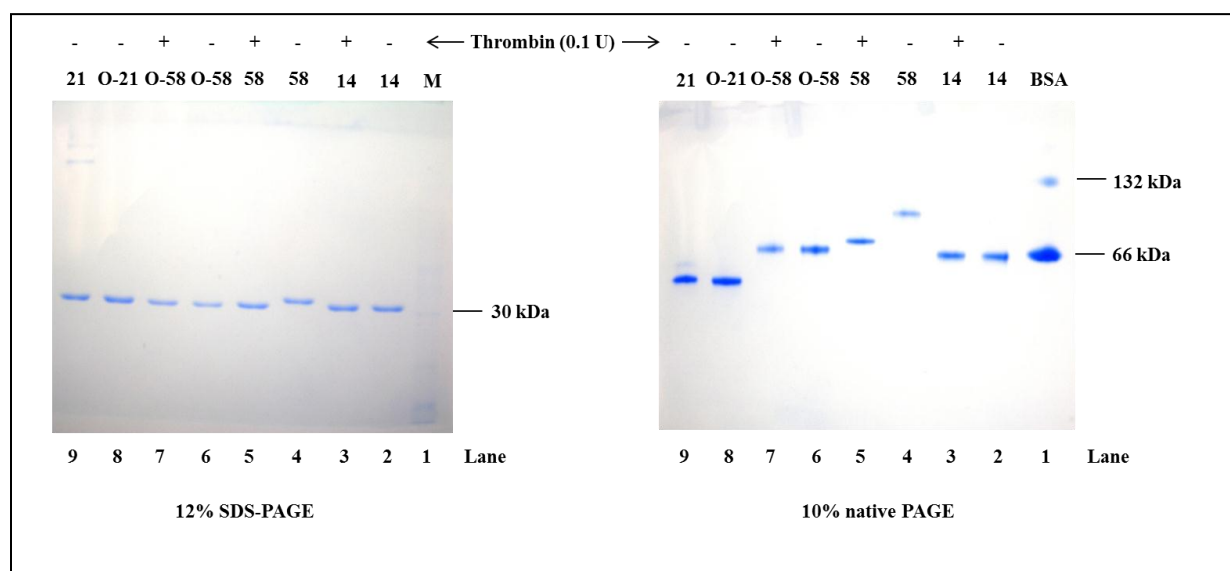 - - + - + - + - ← Thrombin (0.1 U) → - - + - + - + -
21 O-21 O-58 O-58 58 58 14 14 M 21 O-21 O-58 O-58 58 58 14 14 BSA
132 kDa
66 kDa
30 kDa
9 8 7 6 5 4 3 2 1 Lane 9 8 7 6 5 4 3 2 1 Lane
12% SDS-PAGE 10% native PAGE